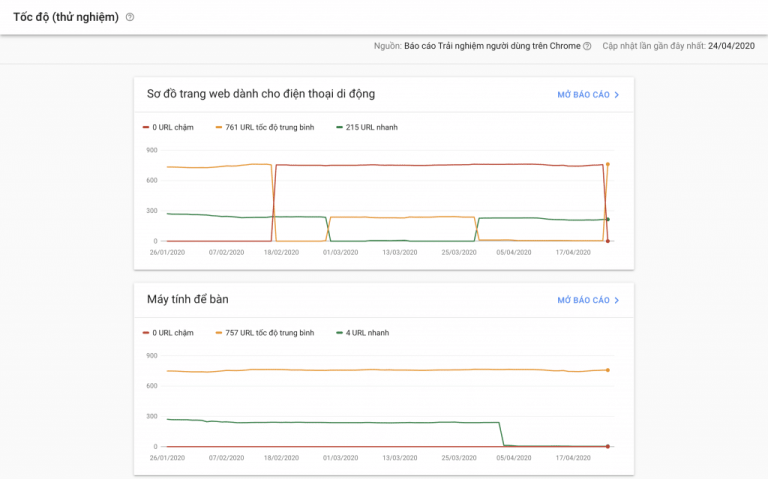 Tốc độ (thử nghiệm)
Nguồn: Báo cáo Trải nghiệm người dùng trên Chrome Cập nhật lần gần đây nhất: 24/04/2020
Sơ đồ trang web dành cho điện thoại di động
MỞ BÁO CÁO
0 URL chậm 761 URL tốc độ trung bình 215 URL nhanh
900
600
300
0
26/01/2020 07/02/2020 18/02/2020 01/03/2020 13/03/2020 25/03/2020 05/04/2020 17/04/2020
Máy tính để bàn
MỞ BÁO CÁO
0 URL chậm 757 URL tốc độ trung bình 4 URL nhanh
900
600
300
0
26/01/2020 07/02/2020 18/02/2020 01/03/2020 13/03/2020 25/03/2020 05/04/2020 17/04/2020